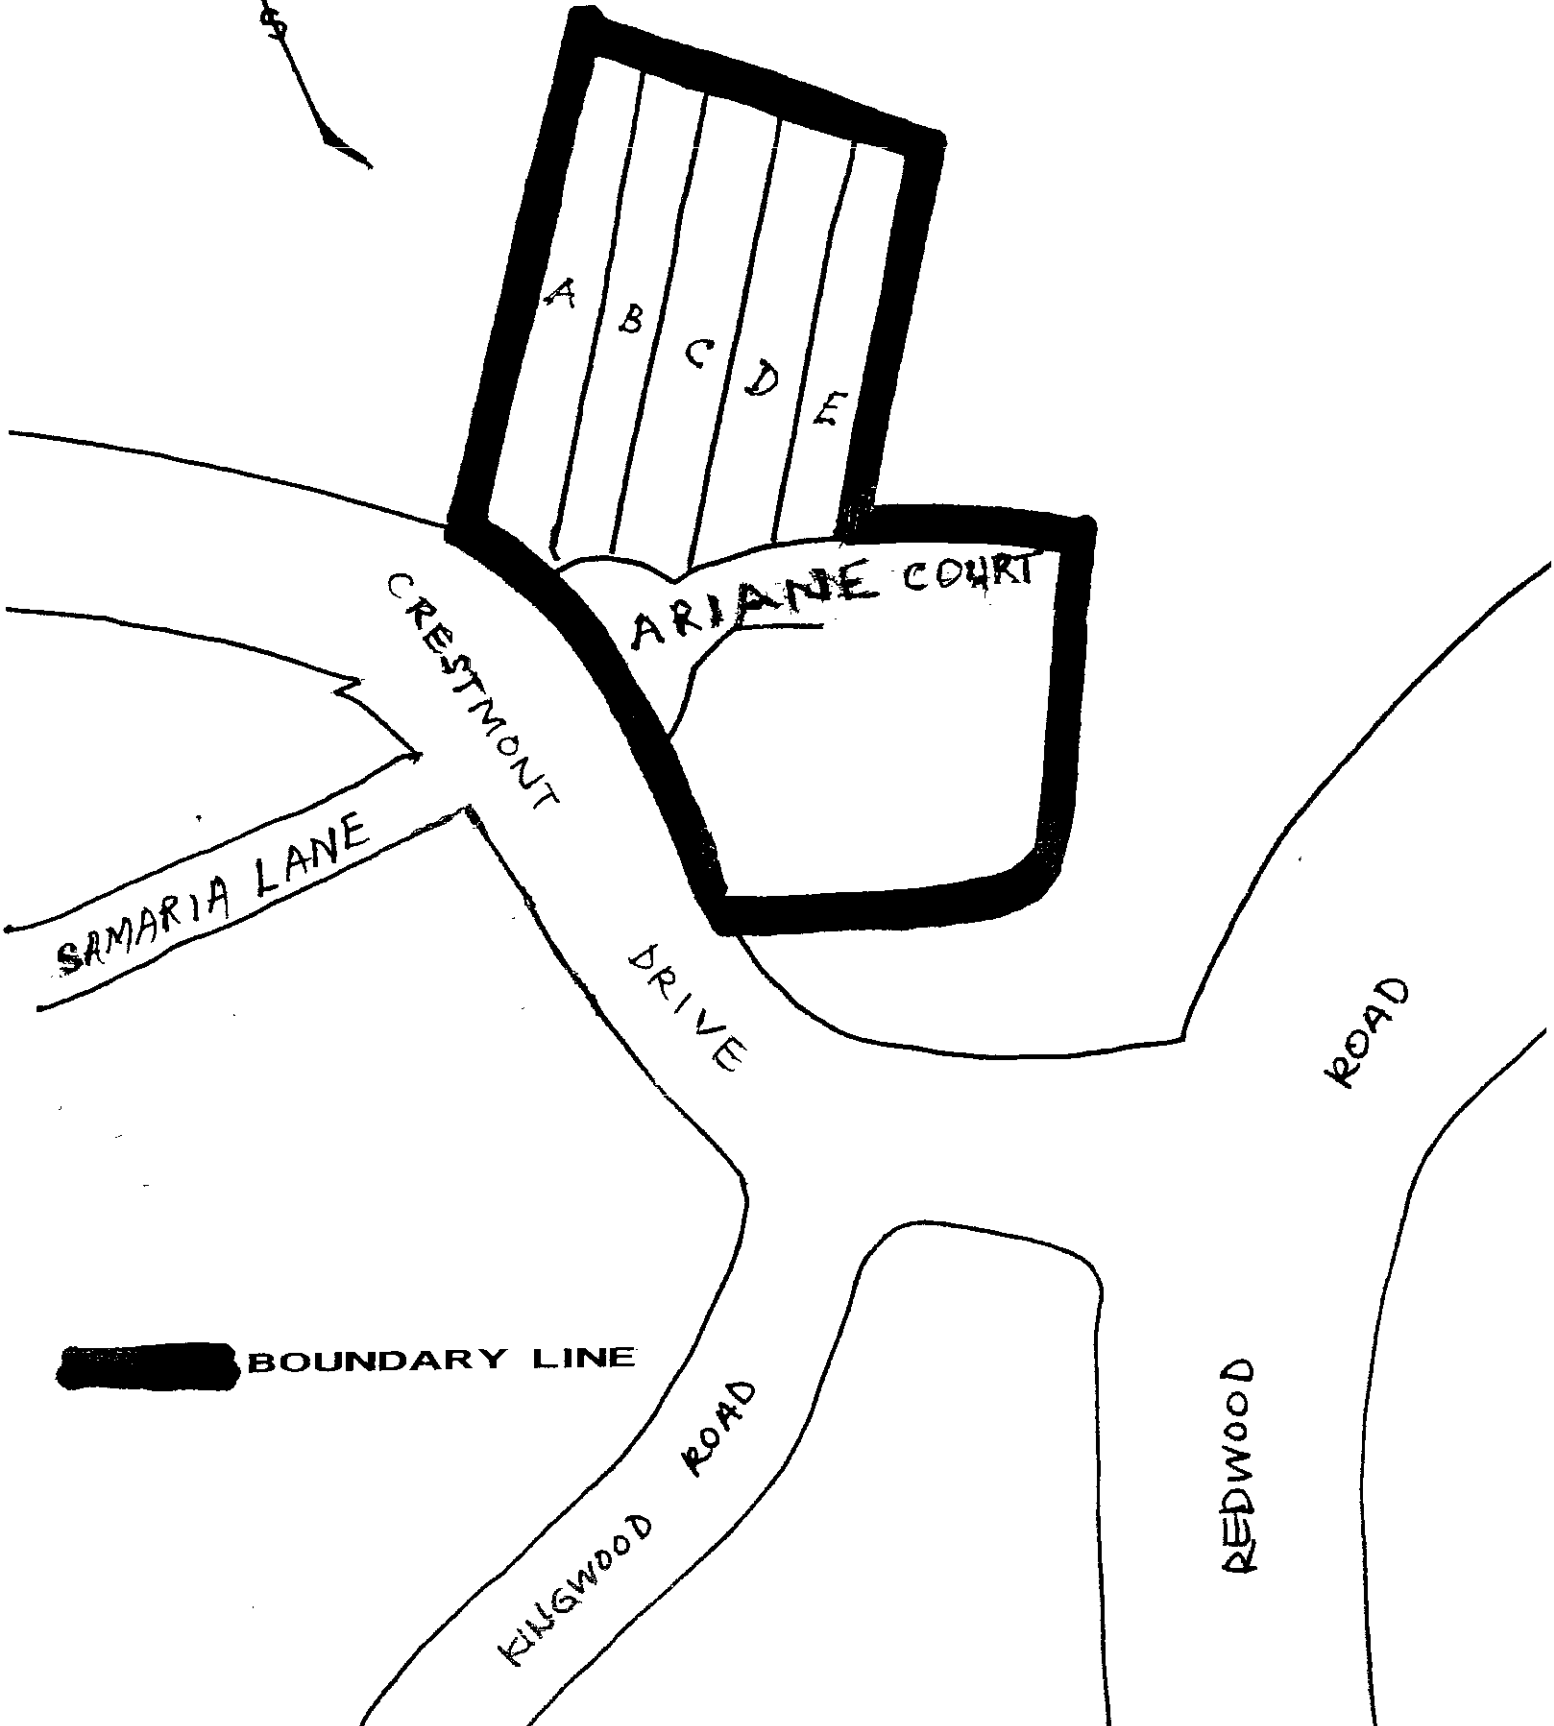 A
B
C
D
E
ARIANE COURT
CRESTMONT
DRIVE
SAMARIA LANE
ROAD
REDWOOD
BOUNDARY LINE
KINGWOOD ROAD